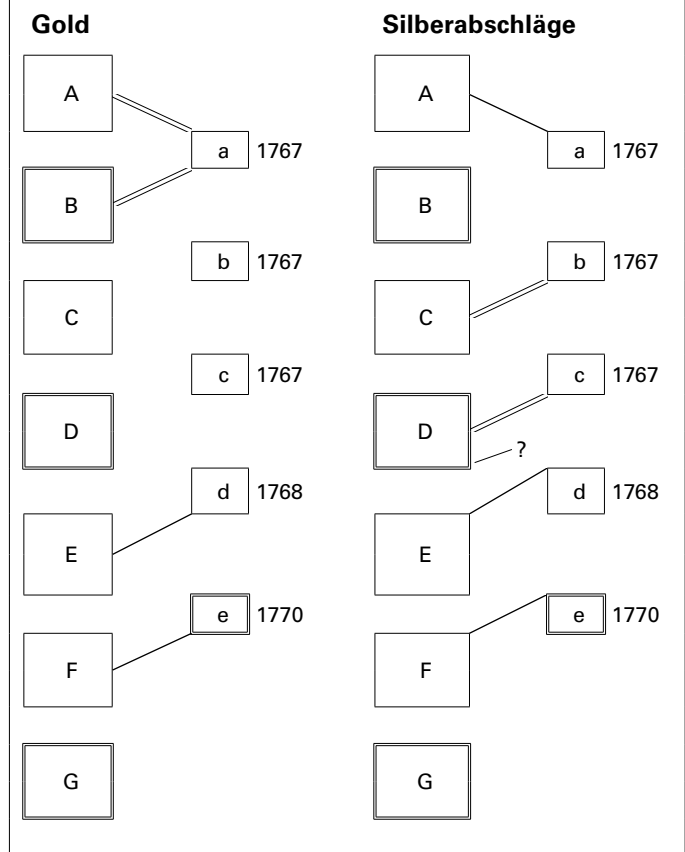 Gold Silberabschläge
A A
a 1767 a 1767
B B
b 1767 b 1767
C C
c 1767 c 1767
D D
?
d 1768 d 1768
E E
e 1770 e 1770
F F
G G